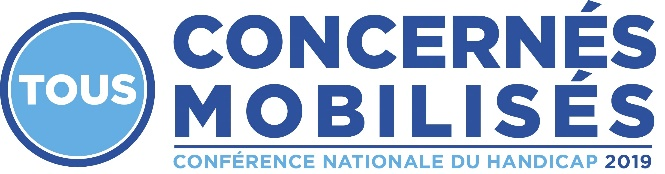 TOUS
CONCERNÉS
MOBILISÉS
CONFÉRENCE NATIONALE DU HANDICAP 2019